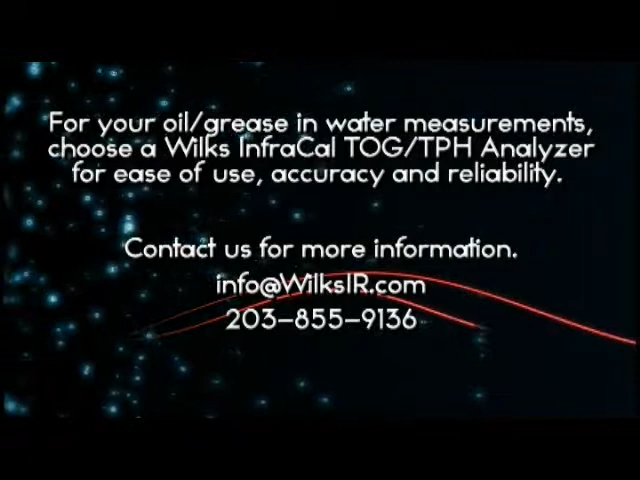 For your oil/grease in water measurements,
choose a Wilks InfraCal TOG/TPH Analyzer
for ease of use, accuracy and reliability.
Contact us for more information.
info@WilksIR.com
203-855-9136